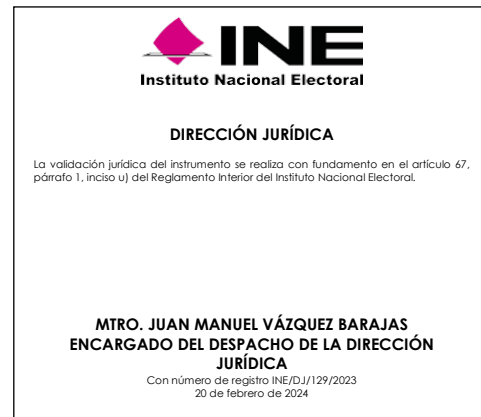 INE
Instituto Nacional Electoral
DIRECCIÓN JURÍDICA
La validación jurídica del instrumento se realiza con fundamento en el artículo 67,
párrafo 1, inciso u) del Reglamento Interior del Instituto Nacional Electoral.
MTRO. JUAN MANUEL VÁZQUEZ BARAJAS
ENCARGADO DEL DESPACHO DE LA DIRECCIÓN
JURÍDICA
Con número de registro INE/DJ/129/2023
20 de febrero de 2024